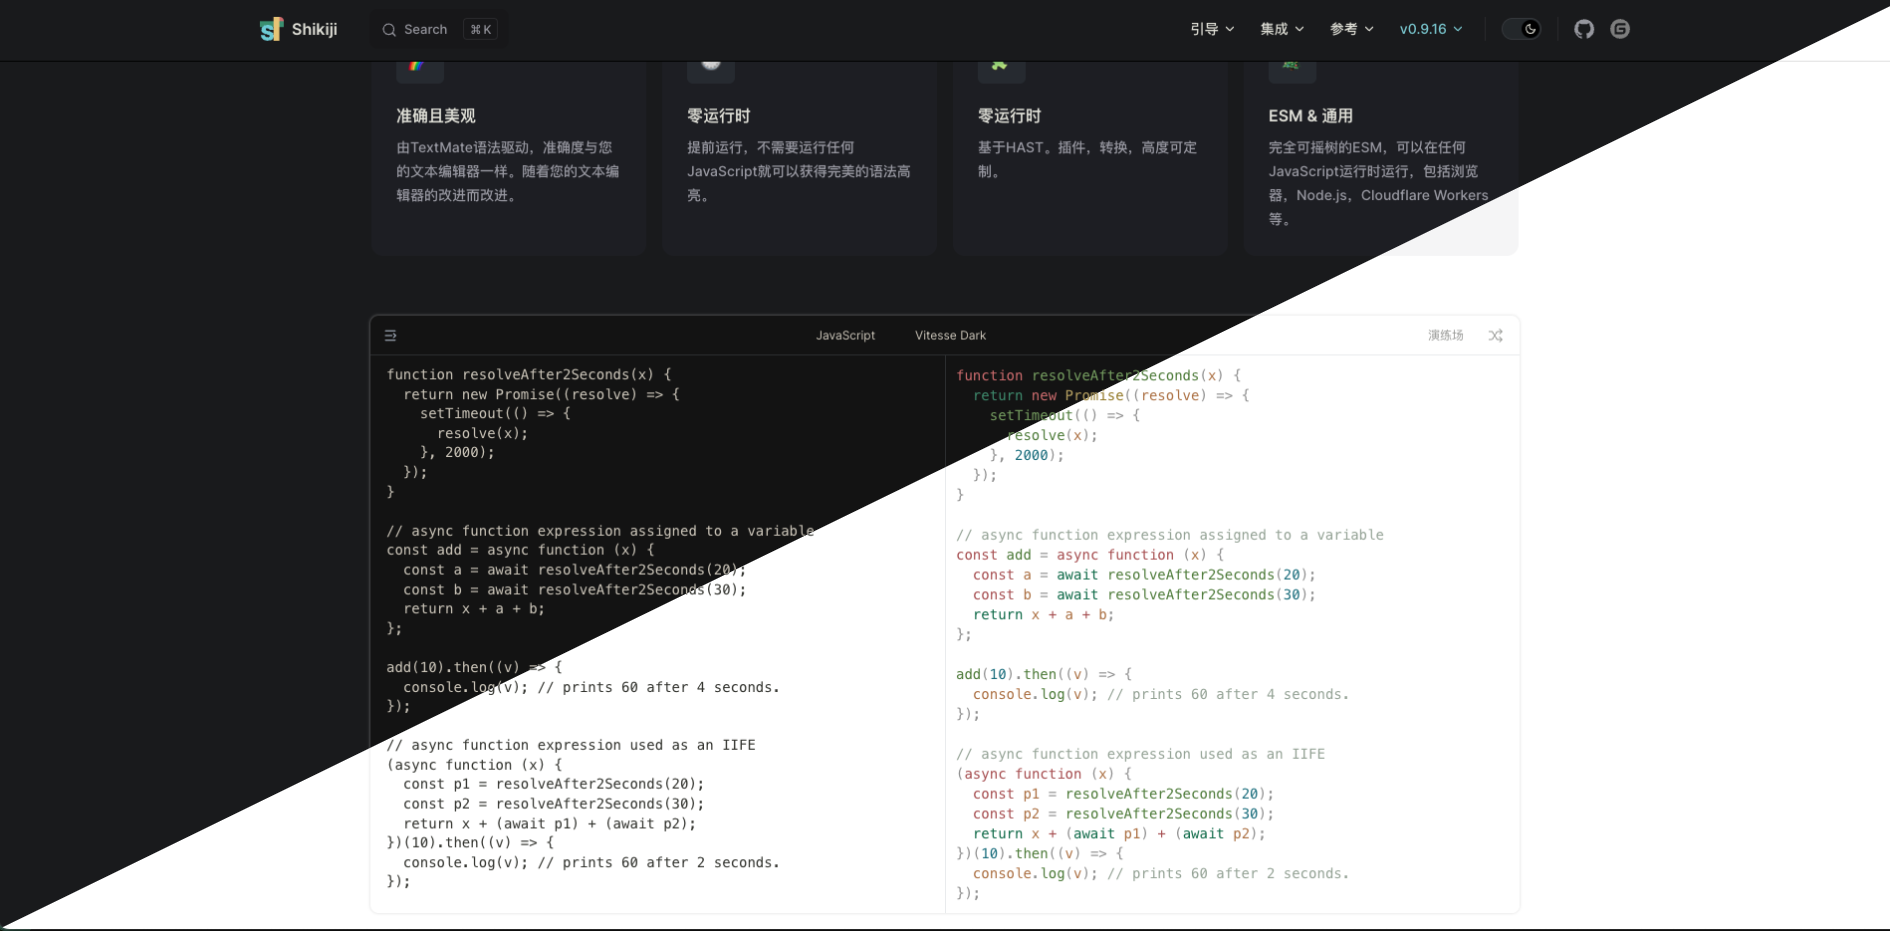 Shikiji
Search
⌘ K
引导
集成
参考
v0.9.16
准确且美观
由TextMate语法驱动，准确度与您
的文本编辑器一样。随着您的文本编
辑器的改进而改进。
零运行时
提前运行，不需要运行任何
JavaScript就可以获得完美的语法高
亮。
零运行时
基于HAST。插件，转换，高度可定
制。
ESM & 通用
完全可摇树的ESM，可以在任何
JavaScript运行时运行，包括浏览
器，Node.js，Cloudflare Workers
等。
JavaScript
Vitesse Dark
演练场
function resolveAfter2Seconds(x) {
  return new Promise((resolve) => {
    setTimeout(() => {
      resolve(x);
    }, 2000);
  });
}

// async function expression assigned to a variable
const add = async function (x) {
  const a = await resolveAfter2Seconds(20);
  const b = await resolveAfter2Seconds(30);
  return x + a + b;
};

add(10).then((v) => {
  console.log(v); // prints 60 after 4 seconds.
});

// async function expression used as an IIFE
(async function (x) {
  const p1 = resolveAfter2Seconds(20);
  const p2 = resolveAfter2Seconds(30);
  return x + (await p1) + (await p2);
})(10).then((v) => {
  console.log(v); // prints 60 after 2 seconds.
});
function resolveAfter2Seconds(x) {
  return new Promise((resolve) => {
    setTimeout(() => {
      resolve(x);
    }, 2000);
  });
}

// async function expression assigned to a variable
const add = async function (x) {
  const a = await resolveAfter2Seconds(20);
  const b = await resolveAfter2Seconds(30);
  return x + a + b;
};

add(10).then((v) => {
  console.log(v); // prints 60 after 4 seconds.
});

// async function expression used as an IIFE
(async function (x) {
  const p1 = resolveAfter2Seconds(20);
  const p2 = resolveAfter2Seconds(30);
  return x + (await p1) + (await p2);
})(10).then((v) => {
  console.log(v); // prints 60 after 2 seconds.
});